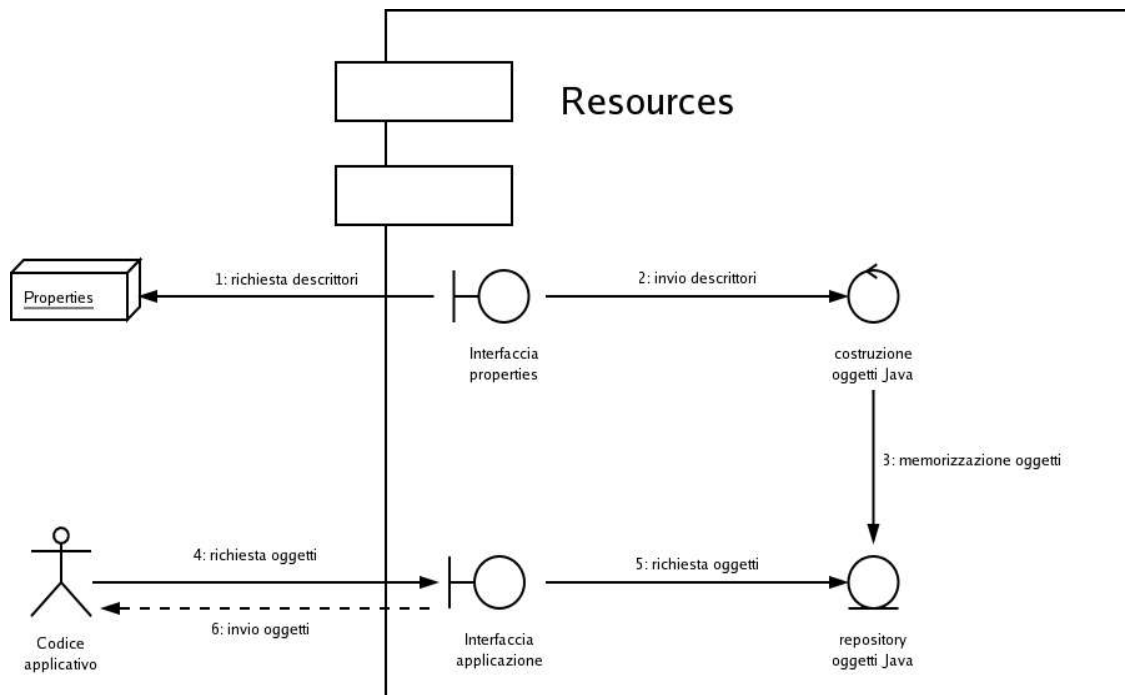 Resources
1: richiesta descrittori
2: invio descrittori
Properties
Interfaccia
properties
costruzione
oggetti Java
3: memorizzazione oggetti
4: richiesta oggetti
5: richiesta oggetti
6: invio oggetti
Codice
applicativo
Interfaccia
applicazione
repository
oggetti Java